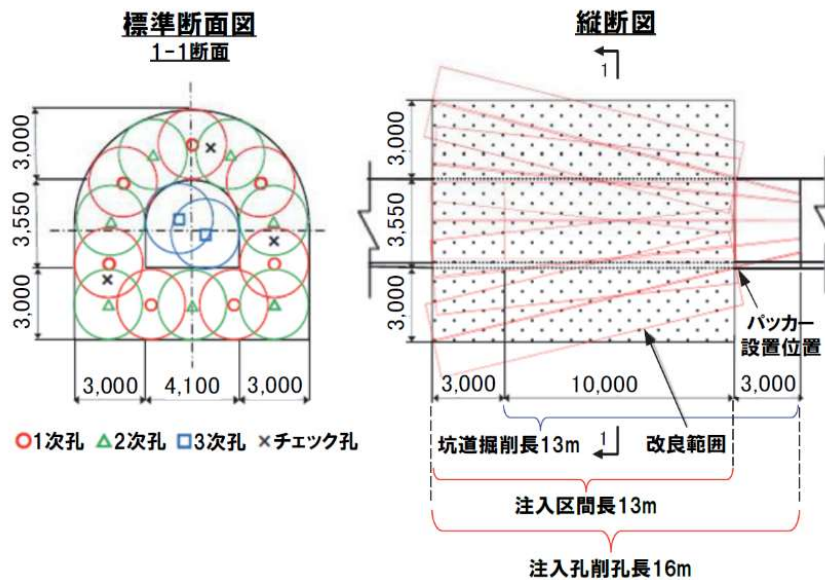 標準断面図
1-1断面
3,000
3,550
3,000
3,000
4,100
3,000
○1次孔 △2次孔 □3次孔 ×チェック孔
縦断図
1
3,000
3,550
3,000
パッカー
設置位置
3,000
10,000
3,000
坑道掘削長13m
1
改良範囲
注入区間長13m
注入孔削孔長16m